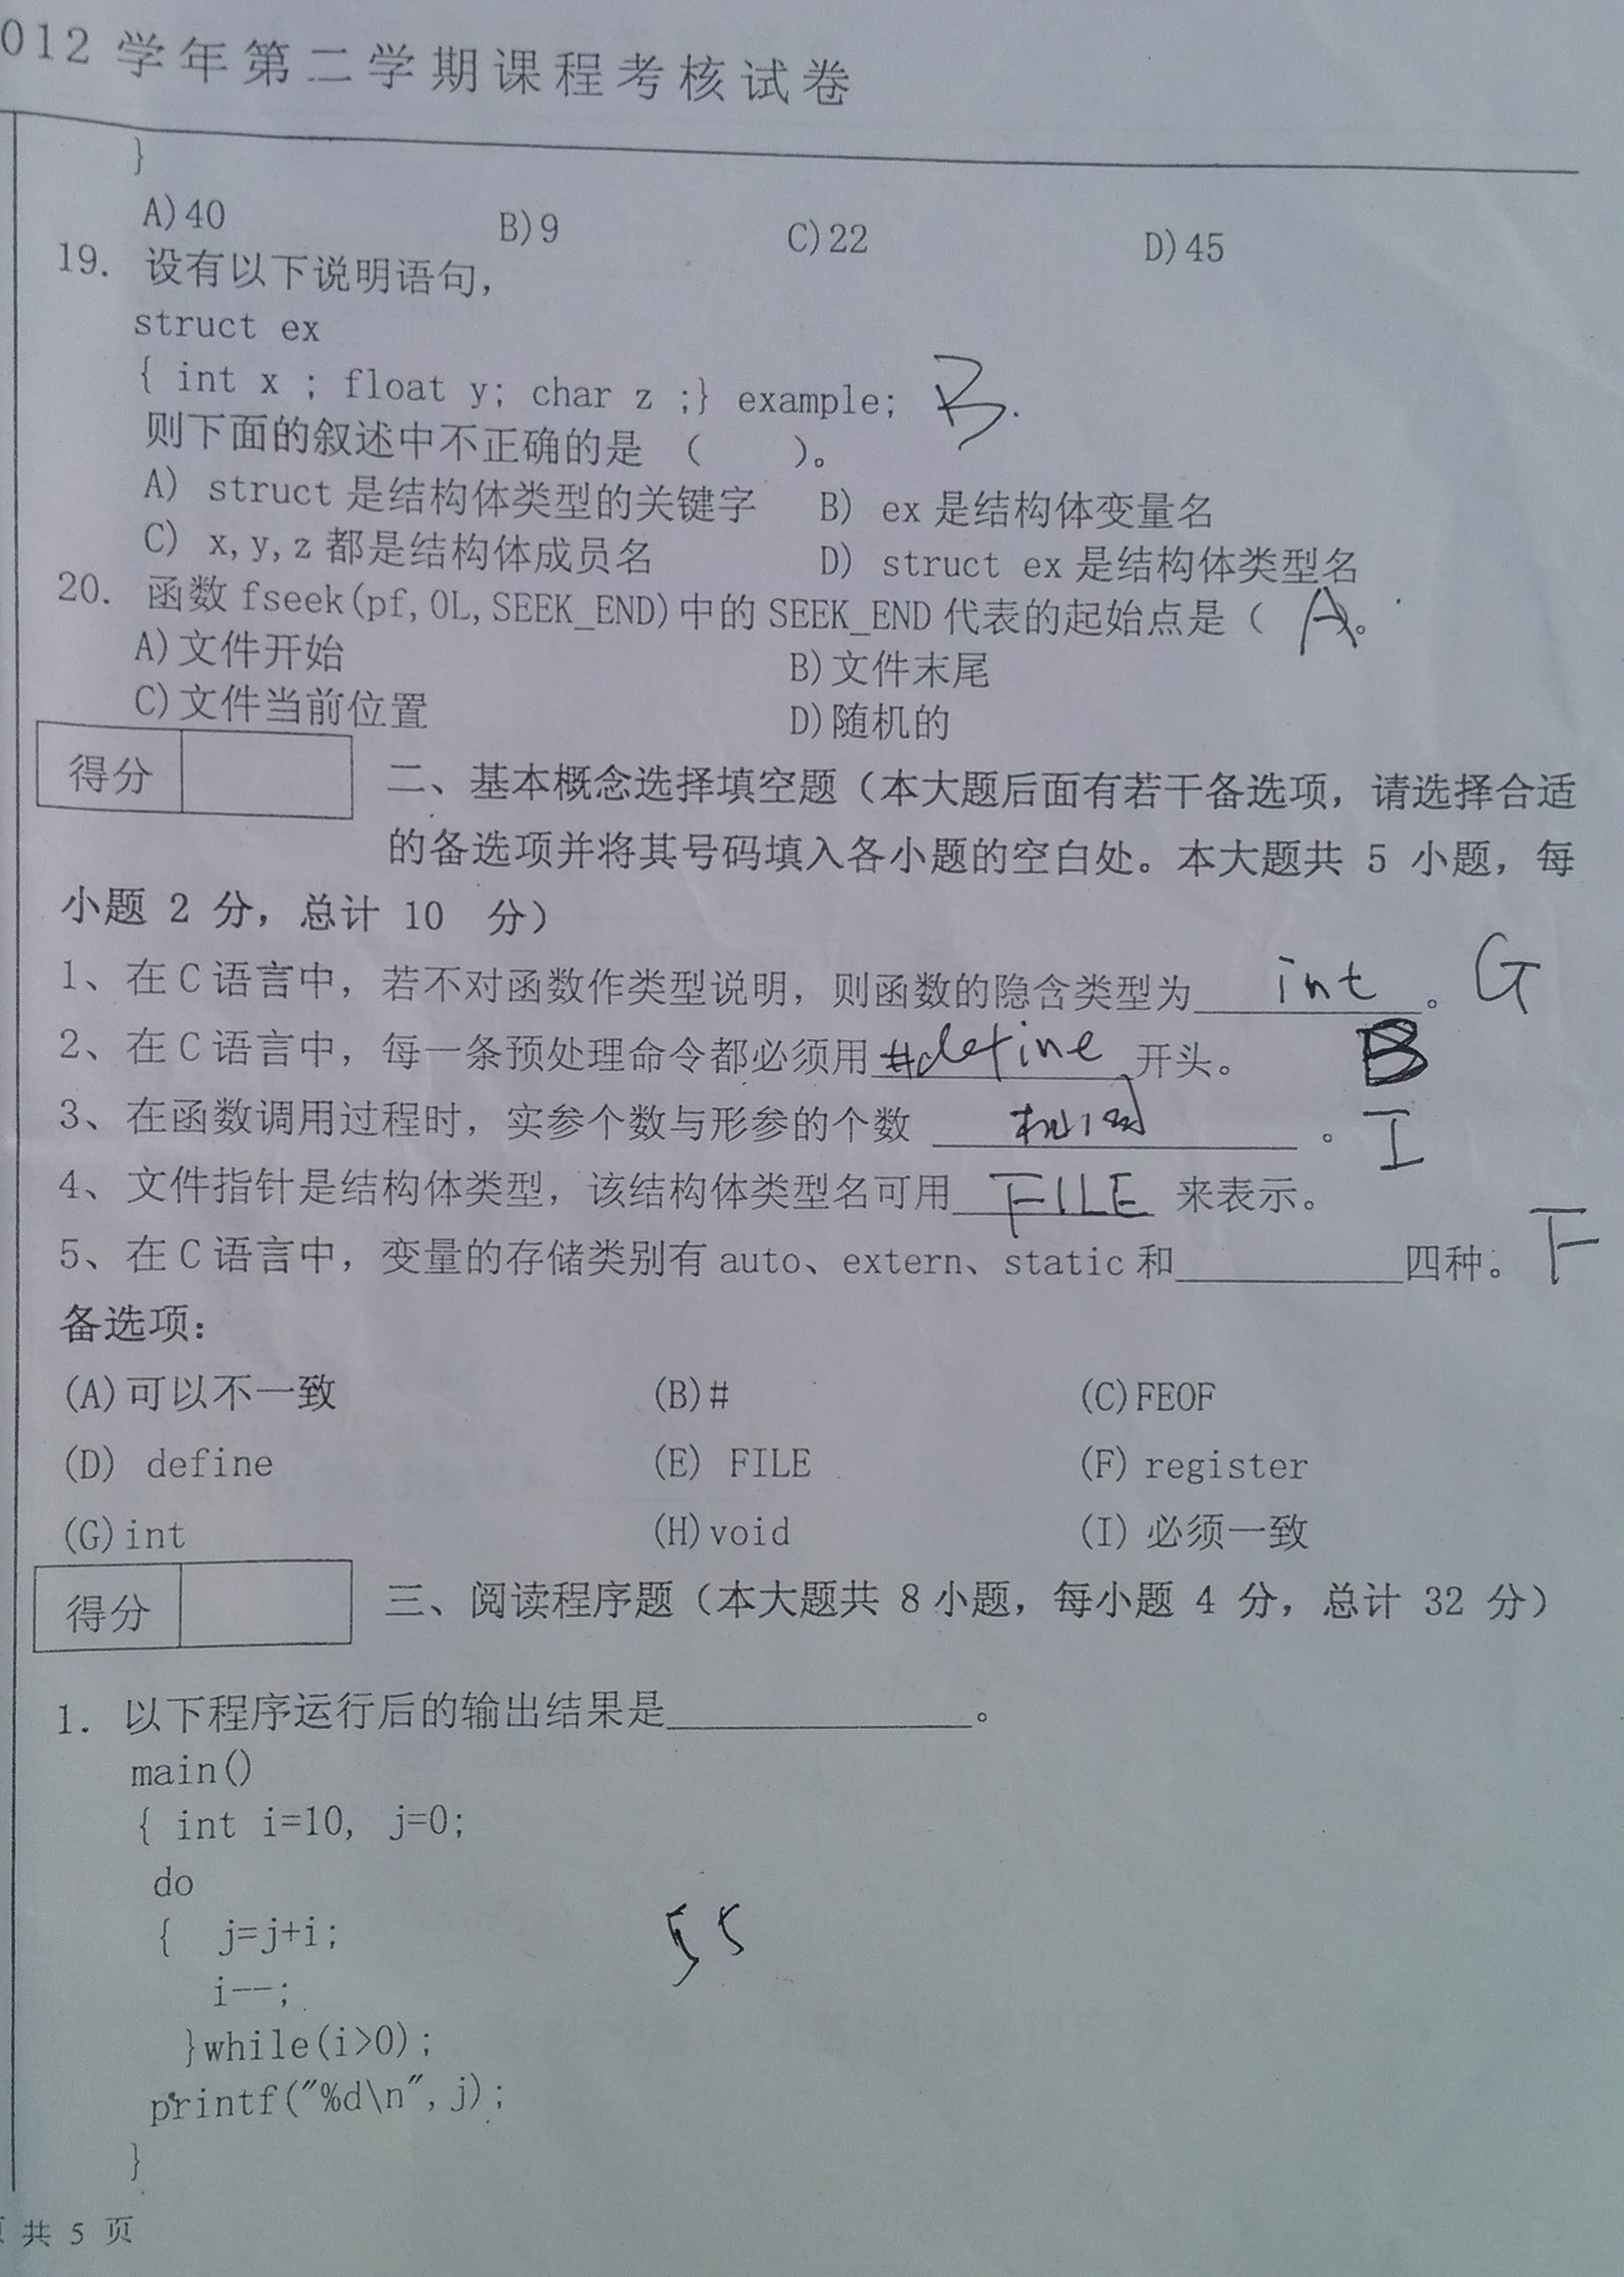 012学年第二学期课程考核试卷
}
A)40 B)9 C)22 D)45
19. 设有以下说明语句，
struct ex
{ int x ; float y; char z ;} example; B.
则下面的叙述中不正确的是 （ ）。
A) struct 是结构体类型的关键字 B) ex 是结构体变量名
C) x,y,z 都是结构体成员名 D) struct ex 是结构体类型名
20. 函数 fseek(pf,0L,SEEK_END)中的 SEEK_END 代表的起始点是（ A ）。
A)文件开始 B)文件末尾
C)文件当前位置 D)随机的
得分
二、基本概念选择填空题（本大题后面有若干备选项，请选择合适
的备选项并将其号码填入各小题的空白处。本大题共 5 小题，每
小题 2 分，总计 10 分）
1、在 C 语言中，若不对函数作类型说明，则函数的隐含类型为 int 。 G
2、在 C 语言中，每一条预处理命令都必须用 #define 开头。 B
3、在函数调用过程时，实参个数与形参的个数 相同 。 I
4、文件指针是结构体类型，该结构体类型名可用 FILE 来表示。
5、在 C 语言中，变量的存储类别有 auto、extern、static 和________四种。 F
备选项：
(A)可以不一致 (B)# (C)FEOF
(D) define (E) FILE (F) register
(G)int (H)void (I) 必须一致
得分
三、阅读程序题（本大题共 8 小题，每小题 4 分，总计 32 分）
1. 以下程序运行后的输出结果是____________。
main()
{ int i=10, j=0;
do
{ j=j+i; 55
i--;
}while(i>0);
printf("%d\n",j);
}
共 5 页